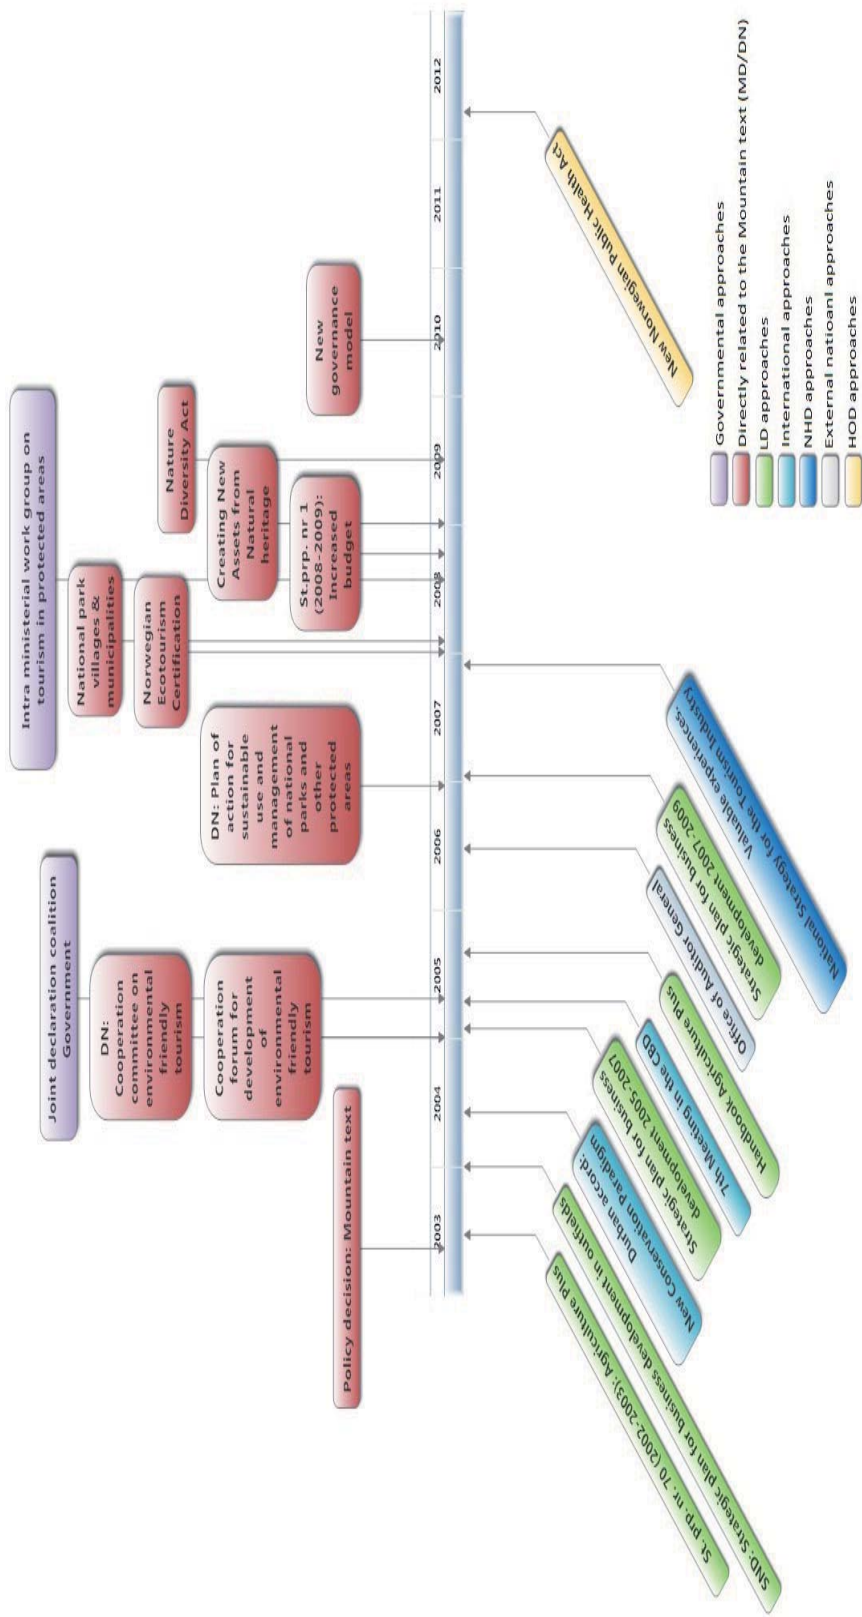 Intra ministerial work group on
tourism in protected areas
Joint declaration coalition
Government
National park
villages &
municipalities
DN:
Cooperation
committee on
environmental
friendly
tourism
Norwegian
Ecotourism
Certification
Nature
Diversity Act
Cooperation
forum for
development
of
environmental
friendly
tourism
DN: Plan of
action for
sustainable
use and
management
of national
parks and
other
protected
areas
Creating New
Assets from
Natural
heritage
St.prp. nr 1
(2008-2009):
Increased
budget
New
governance
model
Policy decision: Mountain text
2003
2004
2005
2006
2007
2008
2009
2010
2011
2012
St. prp. nr. 70 (2002-2003): Agriculture Plus
SND: Strategic plan for business development in outfields
Durban accord:
New Conservation Paradigm
Strategic plan for business
development 2005-2007
7th Meeting in the CBD
Handbook Agriculture Plus
Office of Auditor General
Strategic plan for business
development 2007-2009
Valuable experiences:
National Strategy for the Tourism Industry
New Norwegian Public Health Act
Governmental approaches
Directly related to the Mountain text (MD/DN)
LD approaches
International approaches
NHD approaches
External natioanl approaches
HOD approaches